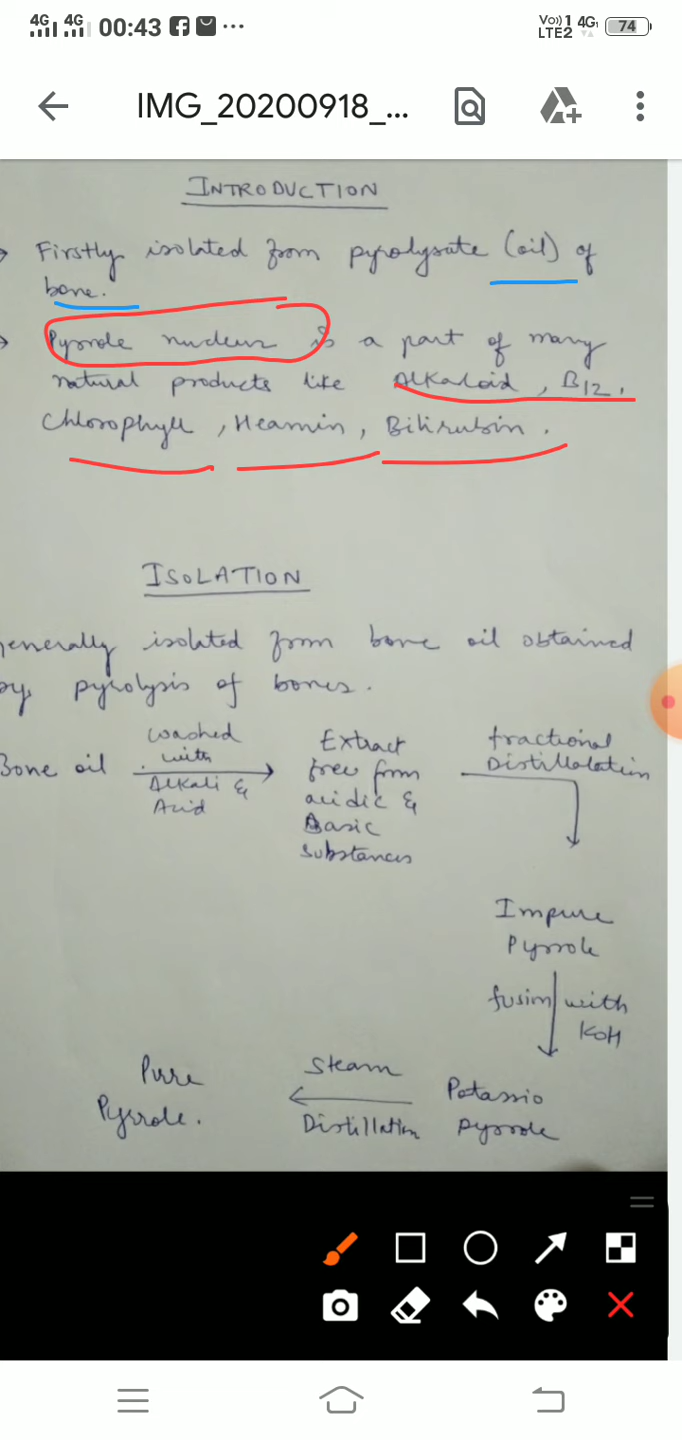 4G 4G 00:43 ... Vo)) 1 4G 74
LTE2
IMG_20200918_...
INTRODUCTION
Firstly isolated from pyrolysate (oil) of
bone.
Pyrrole nucleus is a part of many
natural products like Alkaloid, B12,
Chlorophyll, Heamin, Bilirubin.
ISOLATION
generally isolated from bone oil obtained
by pyrolysis of bones.
Bone oil
washed
with
Alkali &
Acid
Extract
free from
acidic &
Basic
Substances
fractional
Distillolation
Impure
Pyrrole
fusion with
KOH
Potassio
Pyrrole
Steam
Distillation
Pure
Pyrrole.